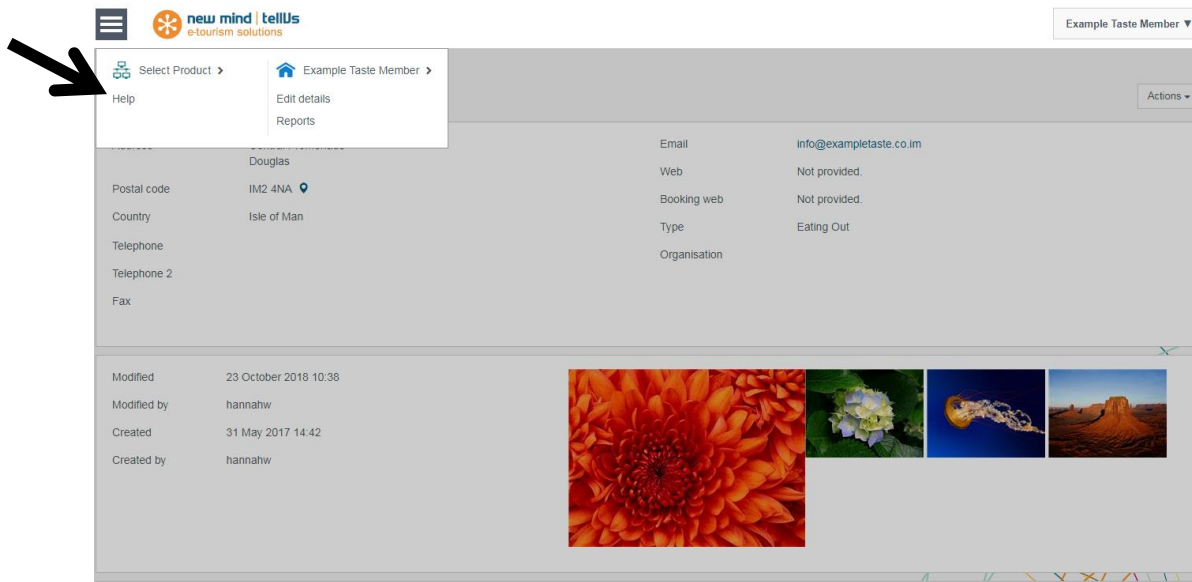 new mind | tellUs
e-tourism solutions
Example Taste Member ▼
Select Product >
Example Taste Member >
Help
Edit details
Reports
Actions
Email info@exampletaste.co.im
Douglas
Web Not provided.
Postal code IM2 4NA
Booking web Not provided.
Country Isle of Man
Type Eating Out
Telephone
Organisation
Telephone 2
Fax
Modified 23 October 2018 10:38
Modified by hannahw
Created 31 May 2017 14:42
Created by hannahw